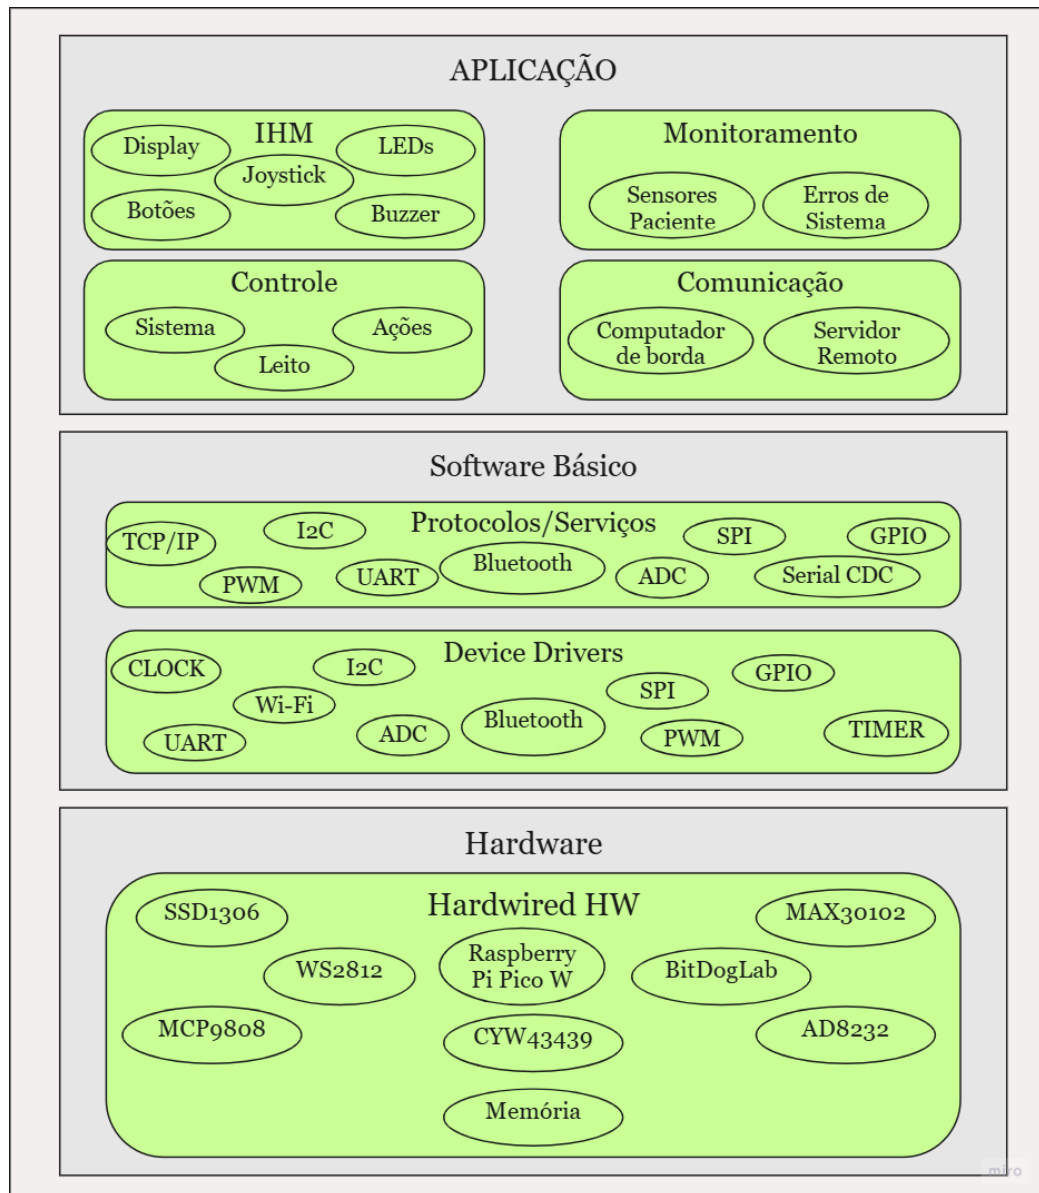 APLICAÇÃO
IHM
Display
LEDs
Joystick
Botões
Buzzer
Monitoramento
Sensores
Paciente
Erros de
Sistema
Controle
Sistema
Ações
Leito
Comunicação
Computador
de borda
Servidor
Remoto
Software Básico
Protocolos/Serviços
TCP/IP
I2C
SPI
GPIO
PWM
UART
Bluetooth
ADC
Serial CDC
Device Drivers
CLOCK
I2C
GPIO
Wi-Fi
SPI
UART
ADC
Bluetooth
PWM
TIMER
Hardware
Hardwired HW
SSD1306
MAX30102
WS2812
Raspberry
Pi Pico W
BitDogLab
MCP9808
CYW43439
AD8232
Memória
miro